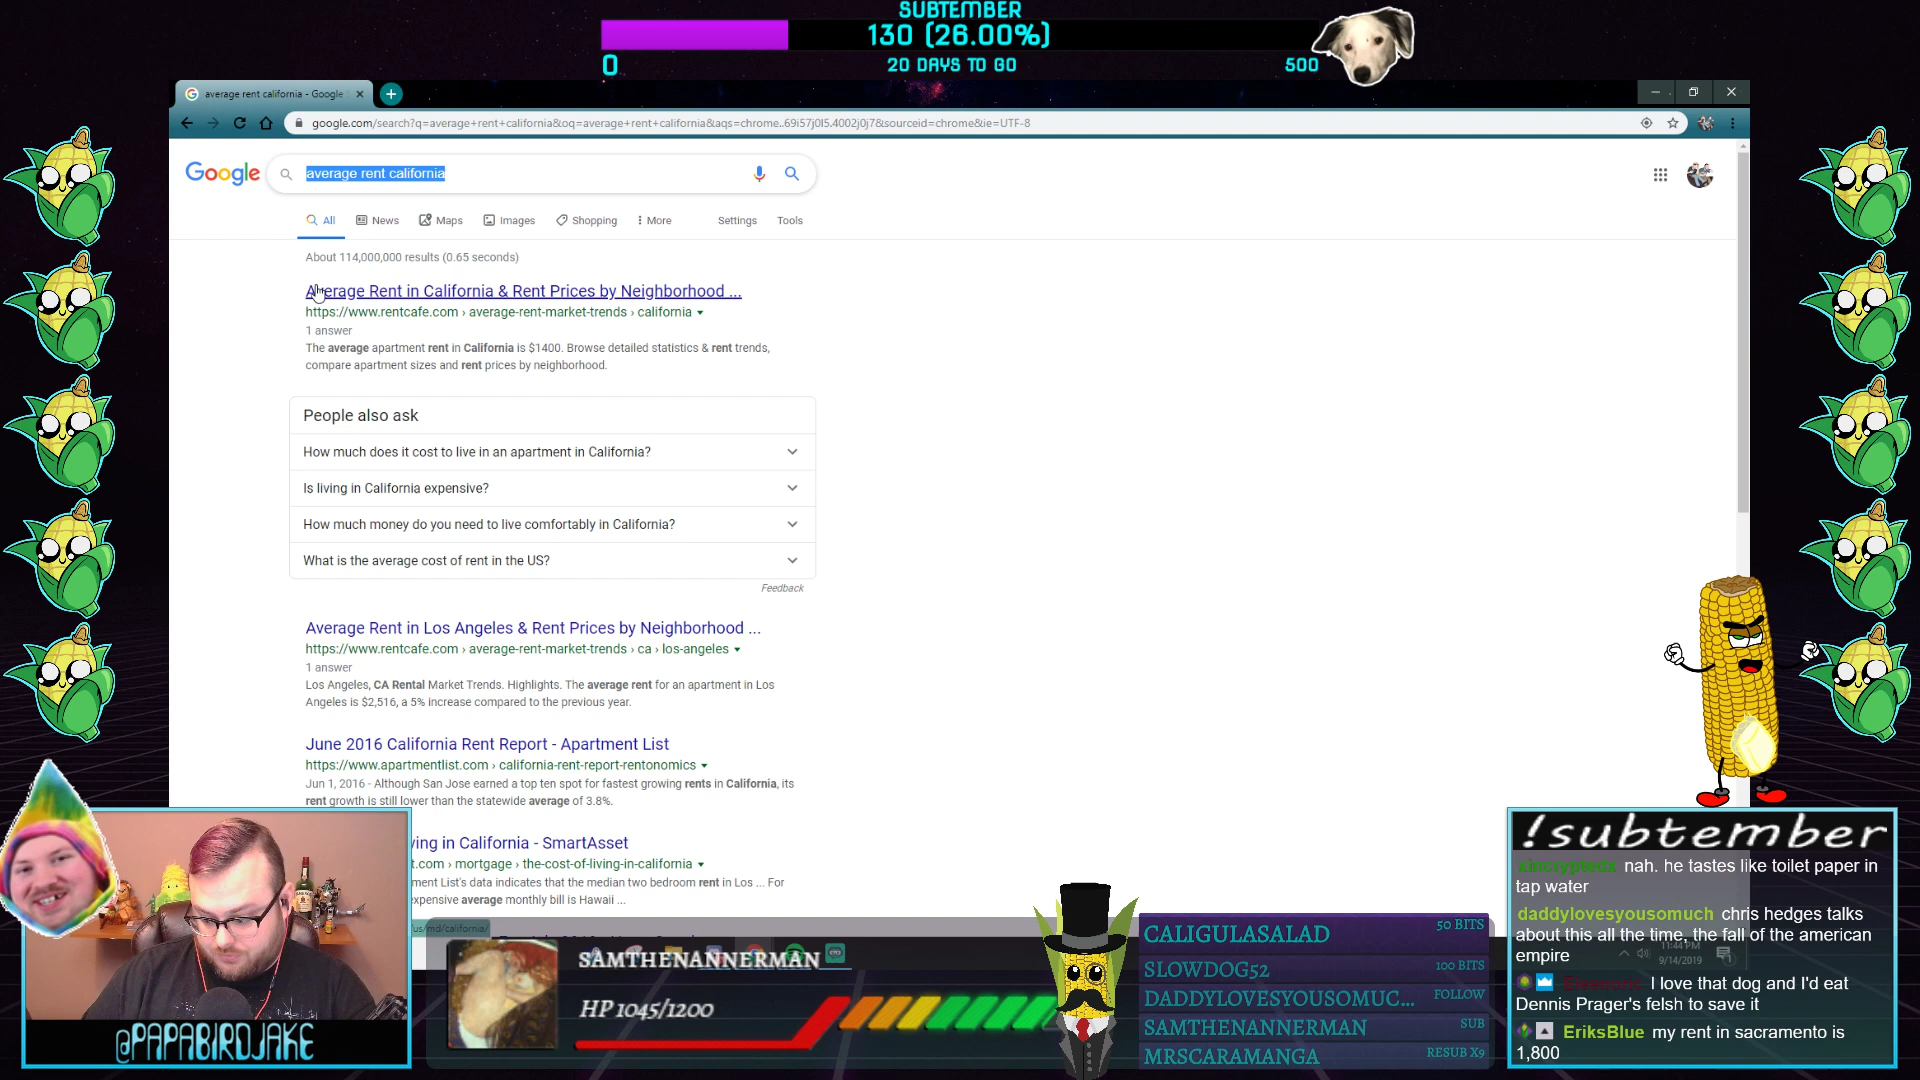 SUBTEMBER
130 (26.00%)
0
20 DAYS TO GO
500
average rent california - Google
google.com/search?q=average+rent+california&oq=average+rent+california&aqs=chrome..69i57j0l5.4002j0j7&sourceid=chrome&ie=UTF-8
Google
average rent california
All
News
Maps
Images
Shopping
More
Settings
Tools
About 114,000,000 results (0.65 seconds)
Average Rent in California & Rent Prices by Neighborhood ...
https://www.rentcafe.com › average-rent-market-trends › california
1 answer
The average apartment rent in California is $1400. Browse detailed statistics & rent trends,
compare apartment sizes and rent prices by neighborhood.
People also ask
How much does it cost to live in an apartment in California?
Is living in California expensive?
How much money do you need to live comfortably in California?
What is the average cost of rent in the US?
Feedback
Average Rent in Los Angeles & Rent Prices by Neighborhood ...
https://www.rentcafe.com › average-rent-market-trends › ca › los-angeles
1 answer
Los Angeles, CA Rental Market Trends. Highlights. The average rent for an apartment in Los
Angeles is $2,516, a 5% increase compared to the previous year.
June 2016 California Rent Report - Apartment List
https://www.apartmentlist.com › california-rent-report-rentonomics
Jun 1, 2016 - Although San Jose earned a top ten spot for fastest growing rents in California, its
rent growth is still lower than the statewide average of 3.8%.
ving in California - SmartAsset
t.com › mortgage › the-cost-of-living-in-california
ment List's data indicates that the median two bedroom rent in Los ... For
expensive average monthly bill is Hawaii ...
us/md/california/
@PAPABIRDJAKE
SAMTHENANNERMAN
HP 1045/1200
CALIGULASALAD 50 BITS
SLOWDOG52 100 BITS
DADDYLOVESYOUSOMUC... FOLLOW
SAMTHENANNERMAN SUB
MRSCARAMANGA RESUB X9
!subtember
xincryptedx nah. he tastes like toilet paper in
tap water
daddylovesyousomuch chris hedges talks
about this all the time, the fall of the american
empire
11:44 PM
9/14/2019
I love that dog and I'd eat
Dennis Prager's felsh to save it
EriksBlue my rent in sacramento is
1,800